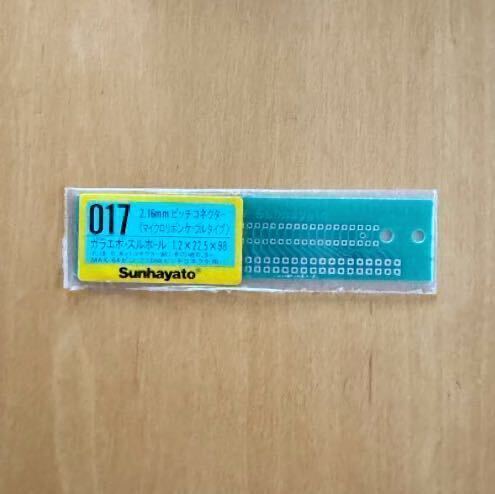 017
2.16mmピッチコネクター
(マイクロリボンケーブルタイプ)
ガラエポ・スルホール 1.2×22.5×98
Sunhayato®
Sunhayato